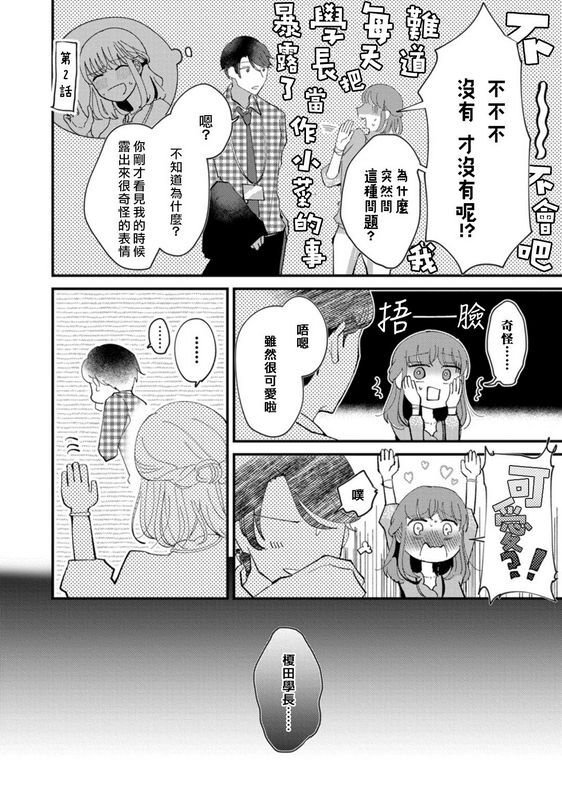 不～～不會吧
難道
我
每天
把
學長
當
作
小
菜
的
事
暴露了
不不不
沒有 才沒有呢!?
為什麼
突然問
這種問題？
嗯？
不知道為什麼？
你剛才看見我的時候
露出來很奇怪的表情
第2話
奇怪……
捂——臉
唔嗯
雖然很可愛啦
可愛?!
噗
……
……
榎田學長……